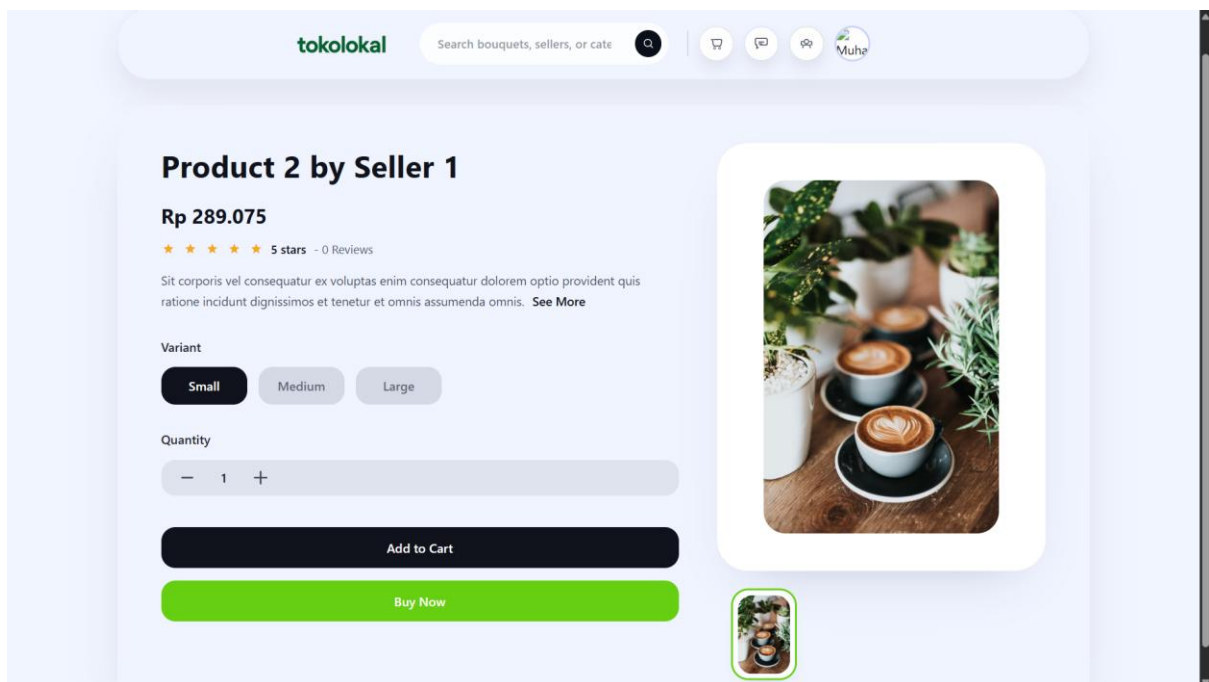 tokolokal
Search bouquets, sellers, or cate
Muha
Product 2 by Seller 1
Rp 289.075
5 stars - 0 Reviews
Sit corporis vel consequatur ex voluptas enim consequatur dolorem optio provident quis
ratione incidunt dignissimos et tenetur et omnis assumenda omnis. See More
Variant
Small Medium Large
Quantity
1
Add to Cart
Buy Now